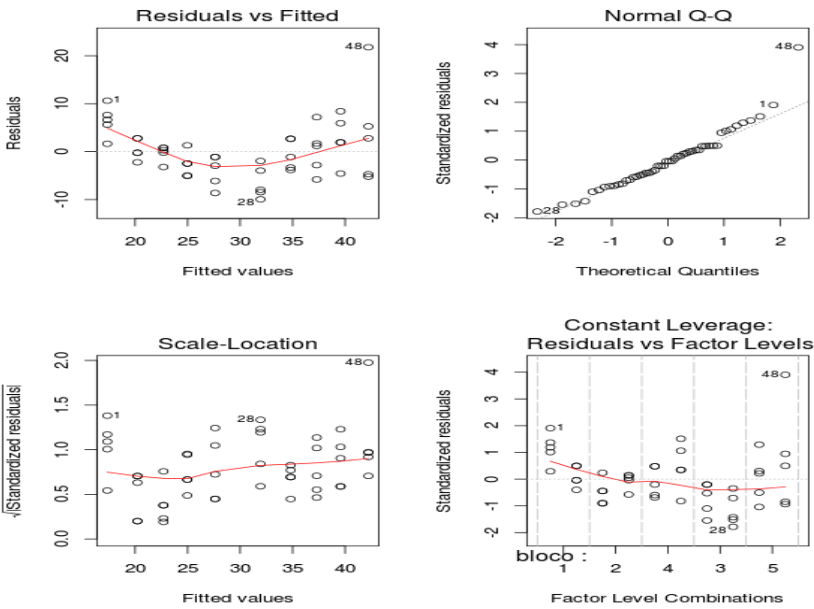 Residuals vs Fitted
Residuals
20
10
0
-10
48
1
28
20 25 30 35 40
Fitted values
Normal Q-Q
Standardized residuals
4
3
2
1
0
-1
-2
48
1
28
-2 -1 0 1 2
Theoretical Quantiles
Scale-Location
√|Standardized residuals|
2.0
1.5
1.0
0.5
0.0
48
1
28
20 25 30 35 40
Fitted values
Constant Leverage:
Residuals vs Factor Levels
Standardized residuals
4
3
2
1
0
-1
-2
48
1
28
bloco :
1 2 4 3 5
Factor Level Combinations